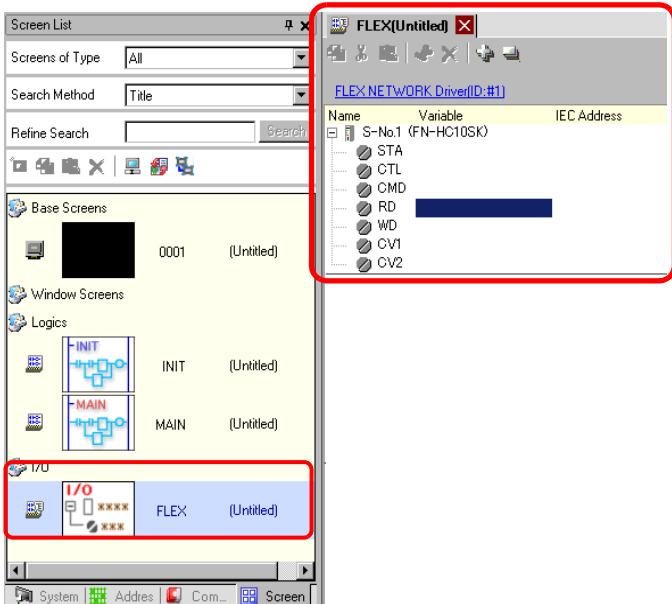 Screen List
Screens of Type All
Search Method Title
Refine Search Search
Base Screens
0001 (Untitled)
Window Screens
Logics
INIT
INIT (Untitled)
MAIN
MAIN (Untitled)
I/O
I/O
****
***
FLEX (Untitled)
System Addres Com... Screen
FLEX(Untitled)
FLEX NETWORK Driver(ID:#1)
Name Variable IEC Address
S-No.1 (FN-HC10SK)
STA
CTL
CMD
RD
WD
CV1
CV2